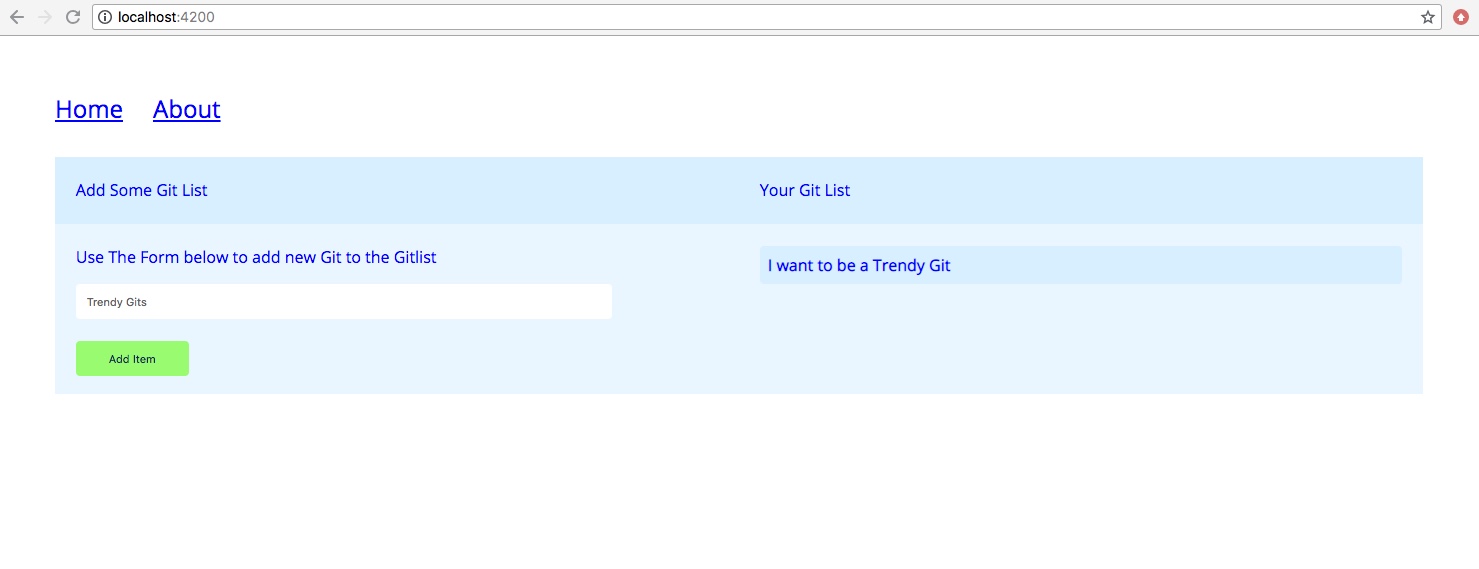 localhost:4200
Home About
Add Some Git List
Your Git List
Use The Form below to add new Git to the Gitlist
Trendy Gits
Add Item
I want to be a Trendy Git